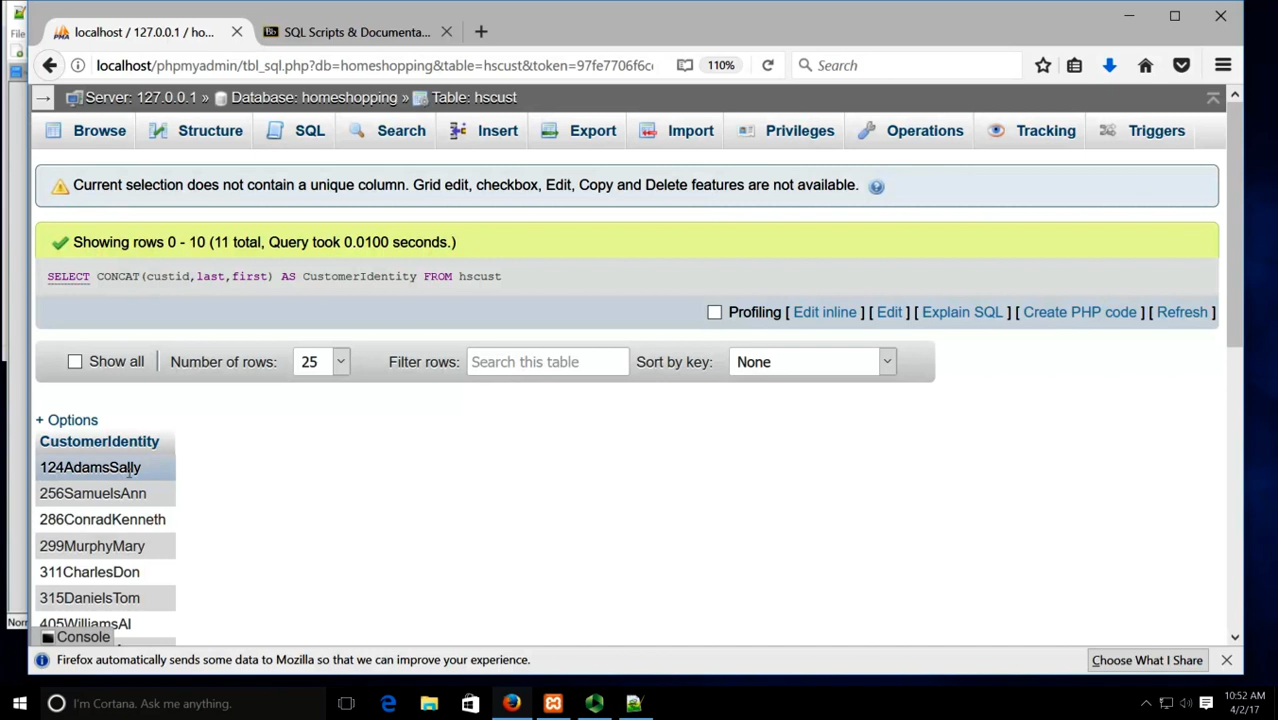 File
localhost / 127.0.0.1 / ho...
SQL Scripts & Documenta...
localhost/phpmyadmin/tbl_sql.php?db=homeshopping&table=hscust&token=97fe7706f6cc
110%
Search
Server: 127.0.0.1 » Database: homeshopping » Table: hscust
Browse Structure SQL Search Insert Export Import Privileges Operations Tracking Triggers
Current selection does not contain a unique column. Grid edit, checkbox, Edit, Copy and Delete features are not available.
Showing rows 0 - 10 (11 total, Query took 0.0100 seconds.)
SELECT CONCAT(custid,last,first) AS CustomerIdentity FROM hscust
Profiling [ Edit inline ] [ Edit ] [ Explain SQL ] [ Create PHP code ] [ Refresh ]
Show all Number of rows: 25 Filter rows: Search this table Sort by key: None
+ Options
CustomerIdentity
124AdamsSally
256SamuelsAnn
286ConradKenneth
299MurphyMary
311CharlesDon
315DanielsTom
405WilliamsAl
Norn
Console
Firefox automatically sends some data to Mozilla so that we can improve your experience.
Choose What I Share
I'm Cortana. Ask me anything.
10:52 AM
4/2/17